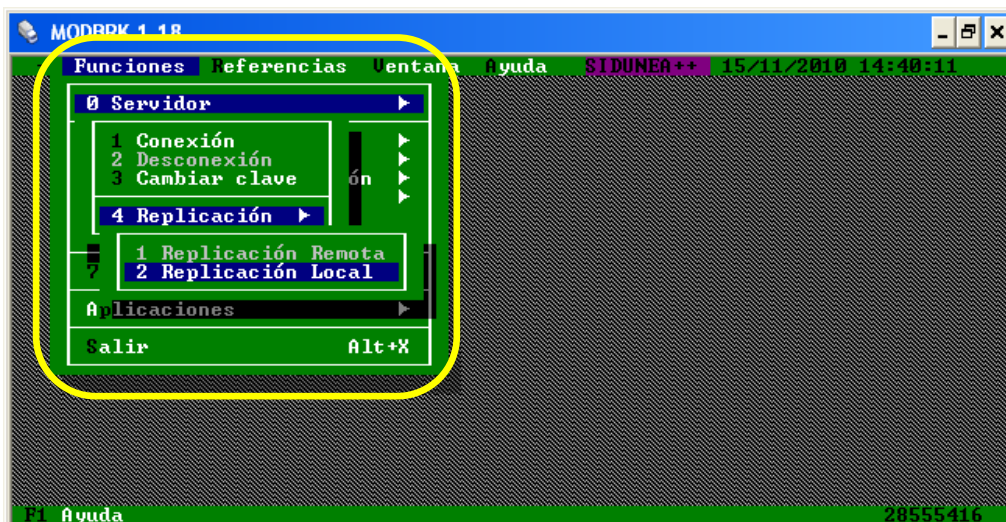 MODBRK 1.18
Funciones Referencias Ventana Ayuda SIDUNEA++ 15/11/2010 14:40:11
0 Servidor
1 Conexión
2 Desconexión
3 Cambiar clave ón
4 Replicación
1 Replicación Remota
7 2 Replicación Local
Aplicaciones
Salir Alt+X
F1 Ayuda 28555416